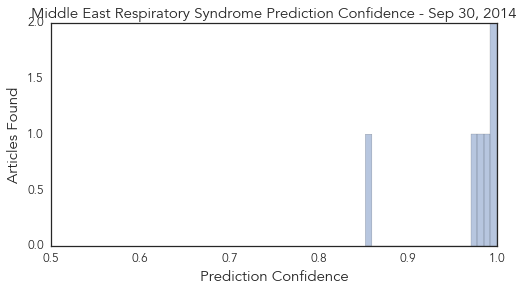 Middle East Respiratory Syndrome Prediction Confidence - Sep 30, 2014
2.0
1.5
1.0
0.5
0.0
Articles Found
0.5 0.6 0.7 0.8 0.9 1.0
Prediction Confidence